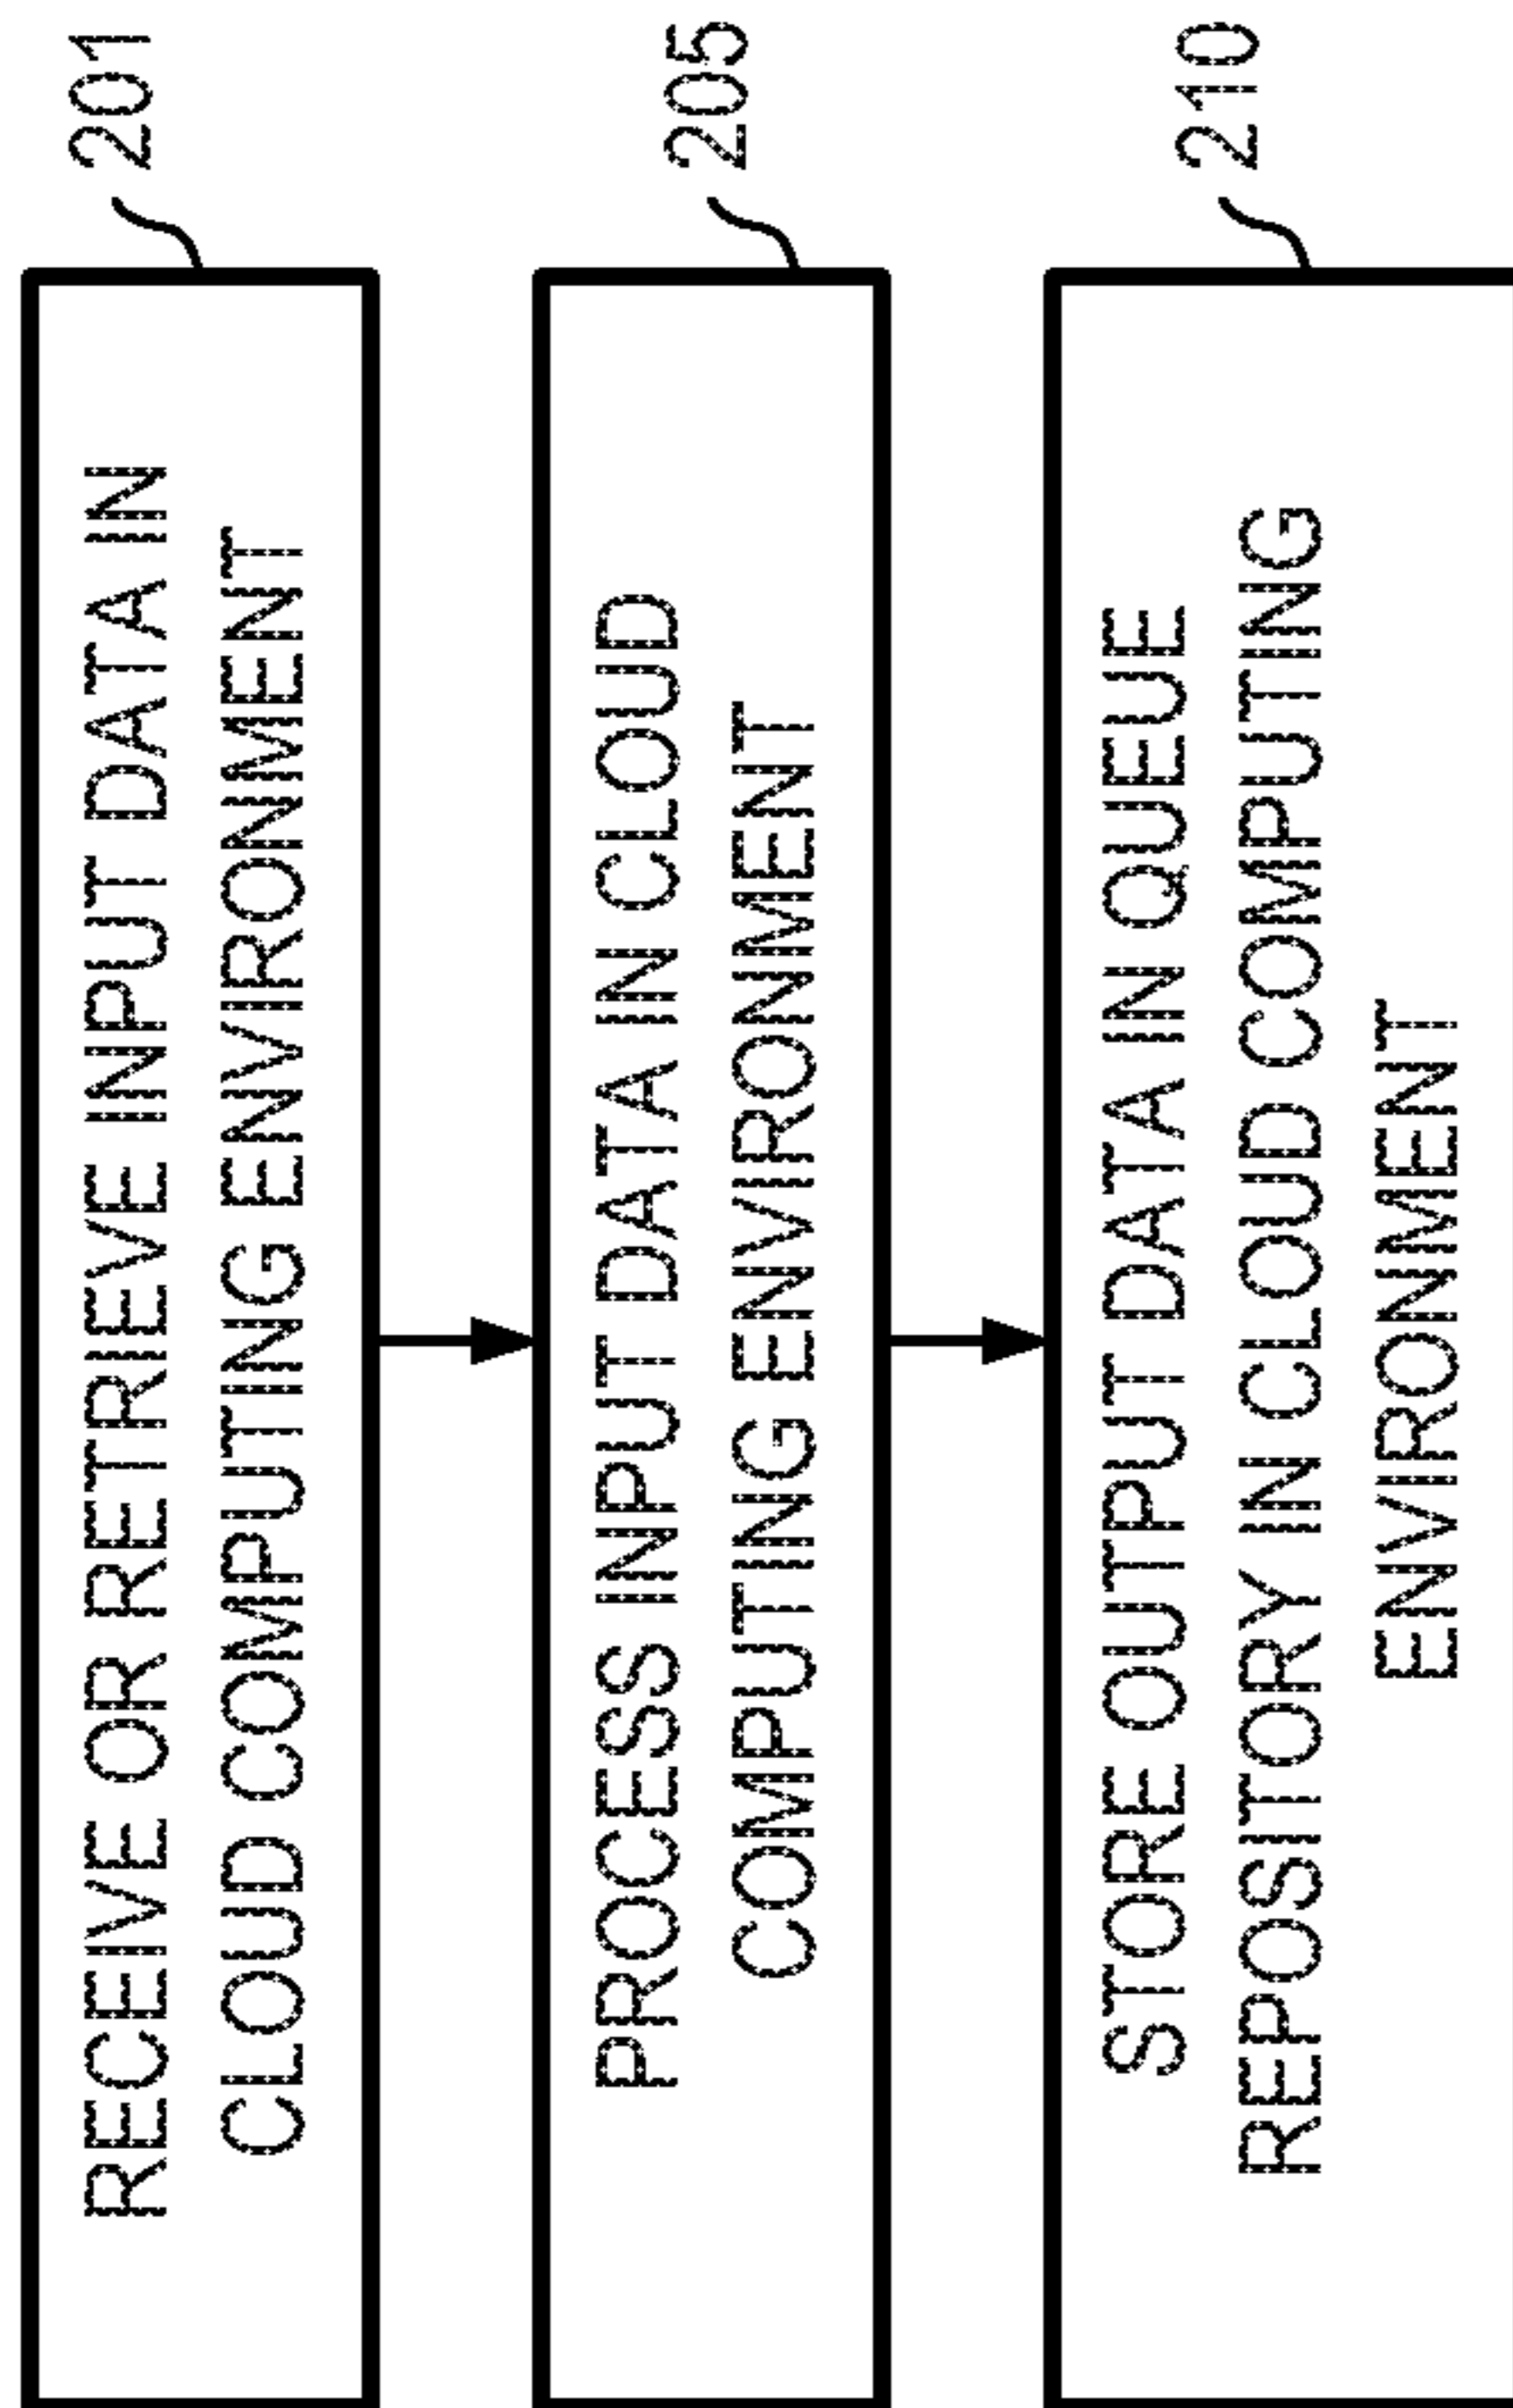 RECEIVE OR RETRIEVE INPUT DATA IN
CLOUD COMPUTING ENVIRONMENT
201
PROCESS INPUT DATA IN CLOUD
COMPUTING ENVIRONMENT
205
STORE OUTPUT DATA IN QUEUE
REPOSITORY IN CLOUD COMPUTING
ENVIRONMENT
210